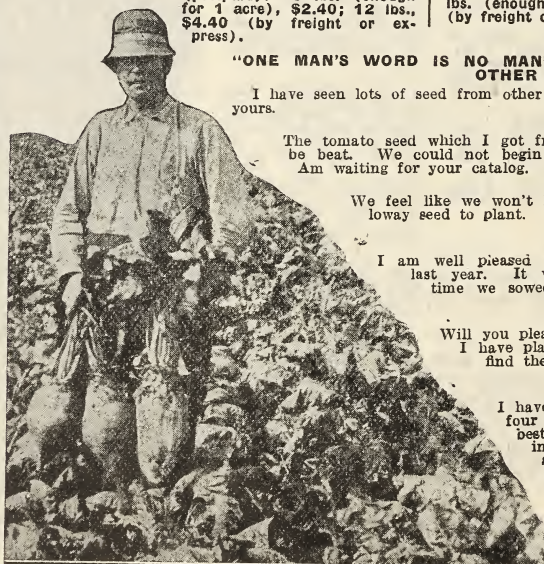 for 1 acre), $2.40; 12 lbs.,
$4.40 (by freight or ex-
press).
lbs. (enough
(by freight o
"ONE MAN'S WORD IS NO MAN
OTHER
I have seen lots of seed from other
yours.
The tomato seed which I got fr
be beat. We could not begin
Am waiting for your catalog.
We feel like we won't
loway seed to plant.
I am well pleased
last year. It w
time we sowe
Will you plea
I have pla
find the
I have
four
best
in
a